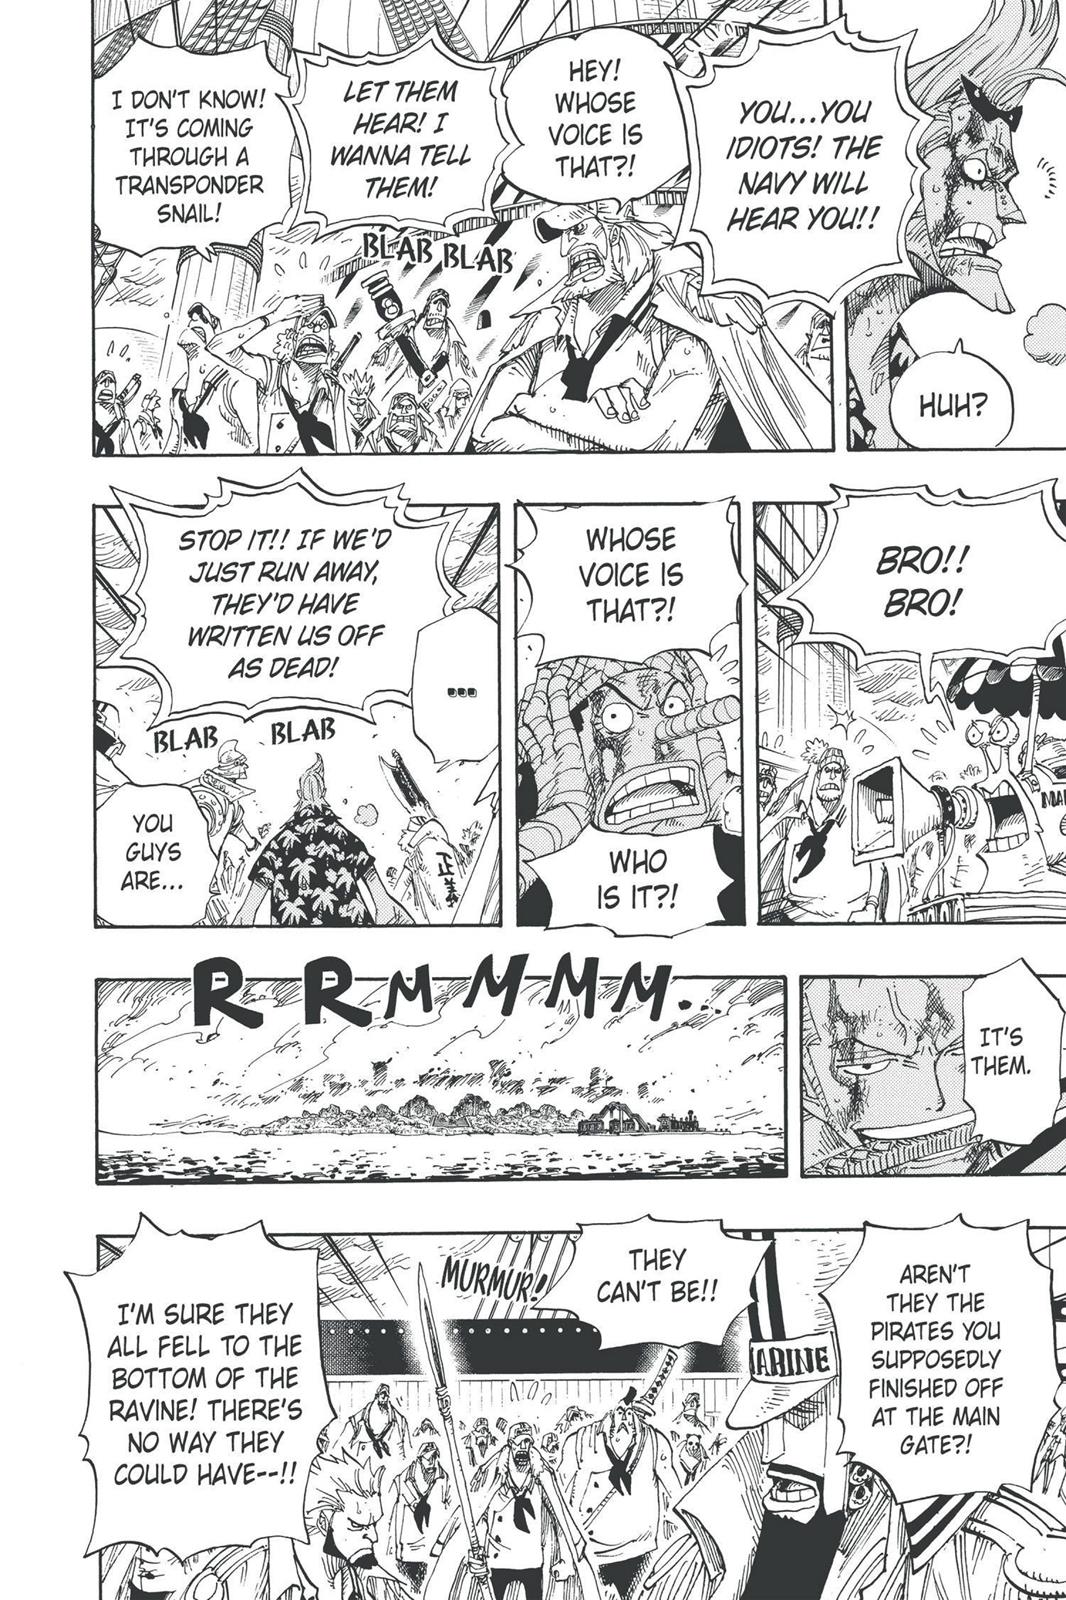 HUH?
YOU...YOU
IDIOTS! THE
NAVY WILL
HEAR YOU!!
HEY!
WHOSE
VOICE IS
THAT?!
LET THEM
HEAR! I
WANNA TELL
THEM!
I DON'T KNOW!
IT'S COMING
THROUGH A
TRANSPONDER
SNAIL!
BLAB BLAB
BRO!!
BRO!
WHOSE
VOICE IS
THAT?!
WHO
IS IT?!
STOP IT!! IF WE'D
JUST RUN AWAY,
THEY'D HAVE
WRITTEN US OFF
AS DEAD!
...
BLAB
BLAB
YOU
GUYS
ARE...
IT'S
THEM.
RRMMMM...
AREN'T
THEY THE
PIRATES YOU
SUPPOSEDLY
FINISHED OFF
AT THE MAIN
GATE?!
MARINE
THEY
CAN'T BE!!
MURMUR!
I'M SURE THEY
ALL FELL TO THE
BOTTOM OF THE
RAVINE! THERE'S
NO WAY THEY
COULD HAVE--!!